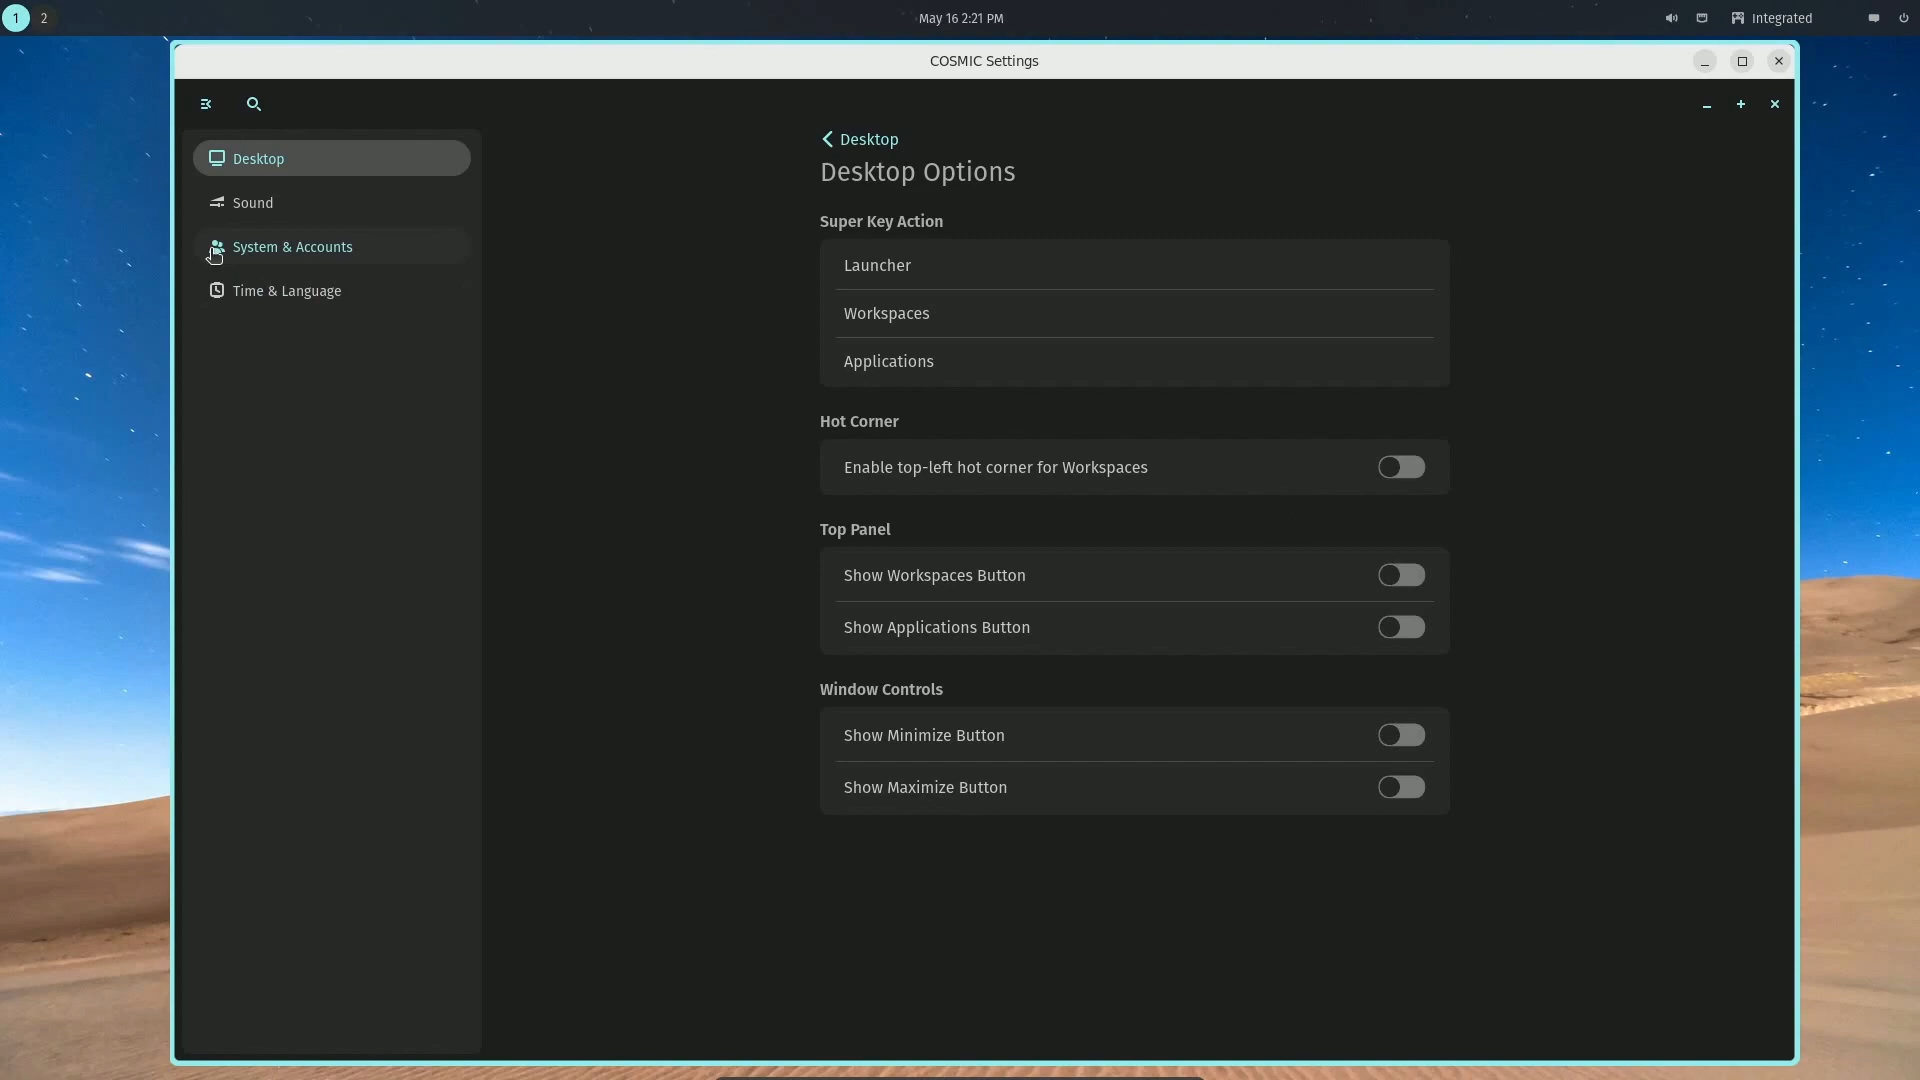 1 2
May 16 2:21 PM
Integrated
COSMIC Settings
Desktop
Sound
System & Accounts
Time & Language
Desktop
Desktop Options
Super Key Action
Launcher
Workspaces
Applications
Hot Corner
Enable top-left hot corner for Workspaces
Top Panel
Show Workspaces Button
Show Applications Button
Window Controls
Show Minimize Button
Show Maximize Button